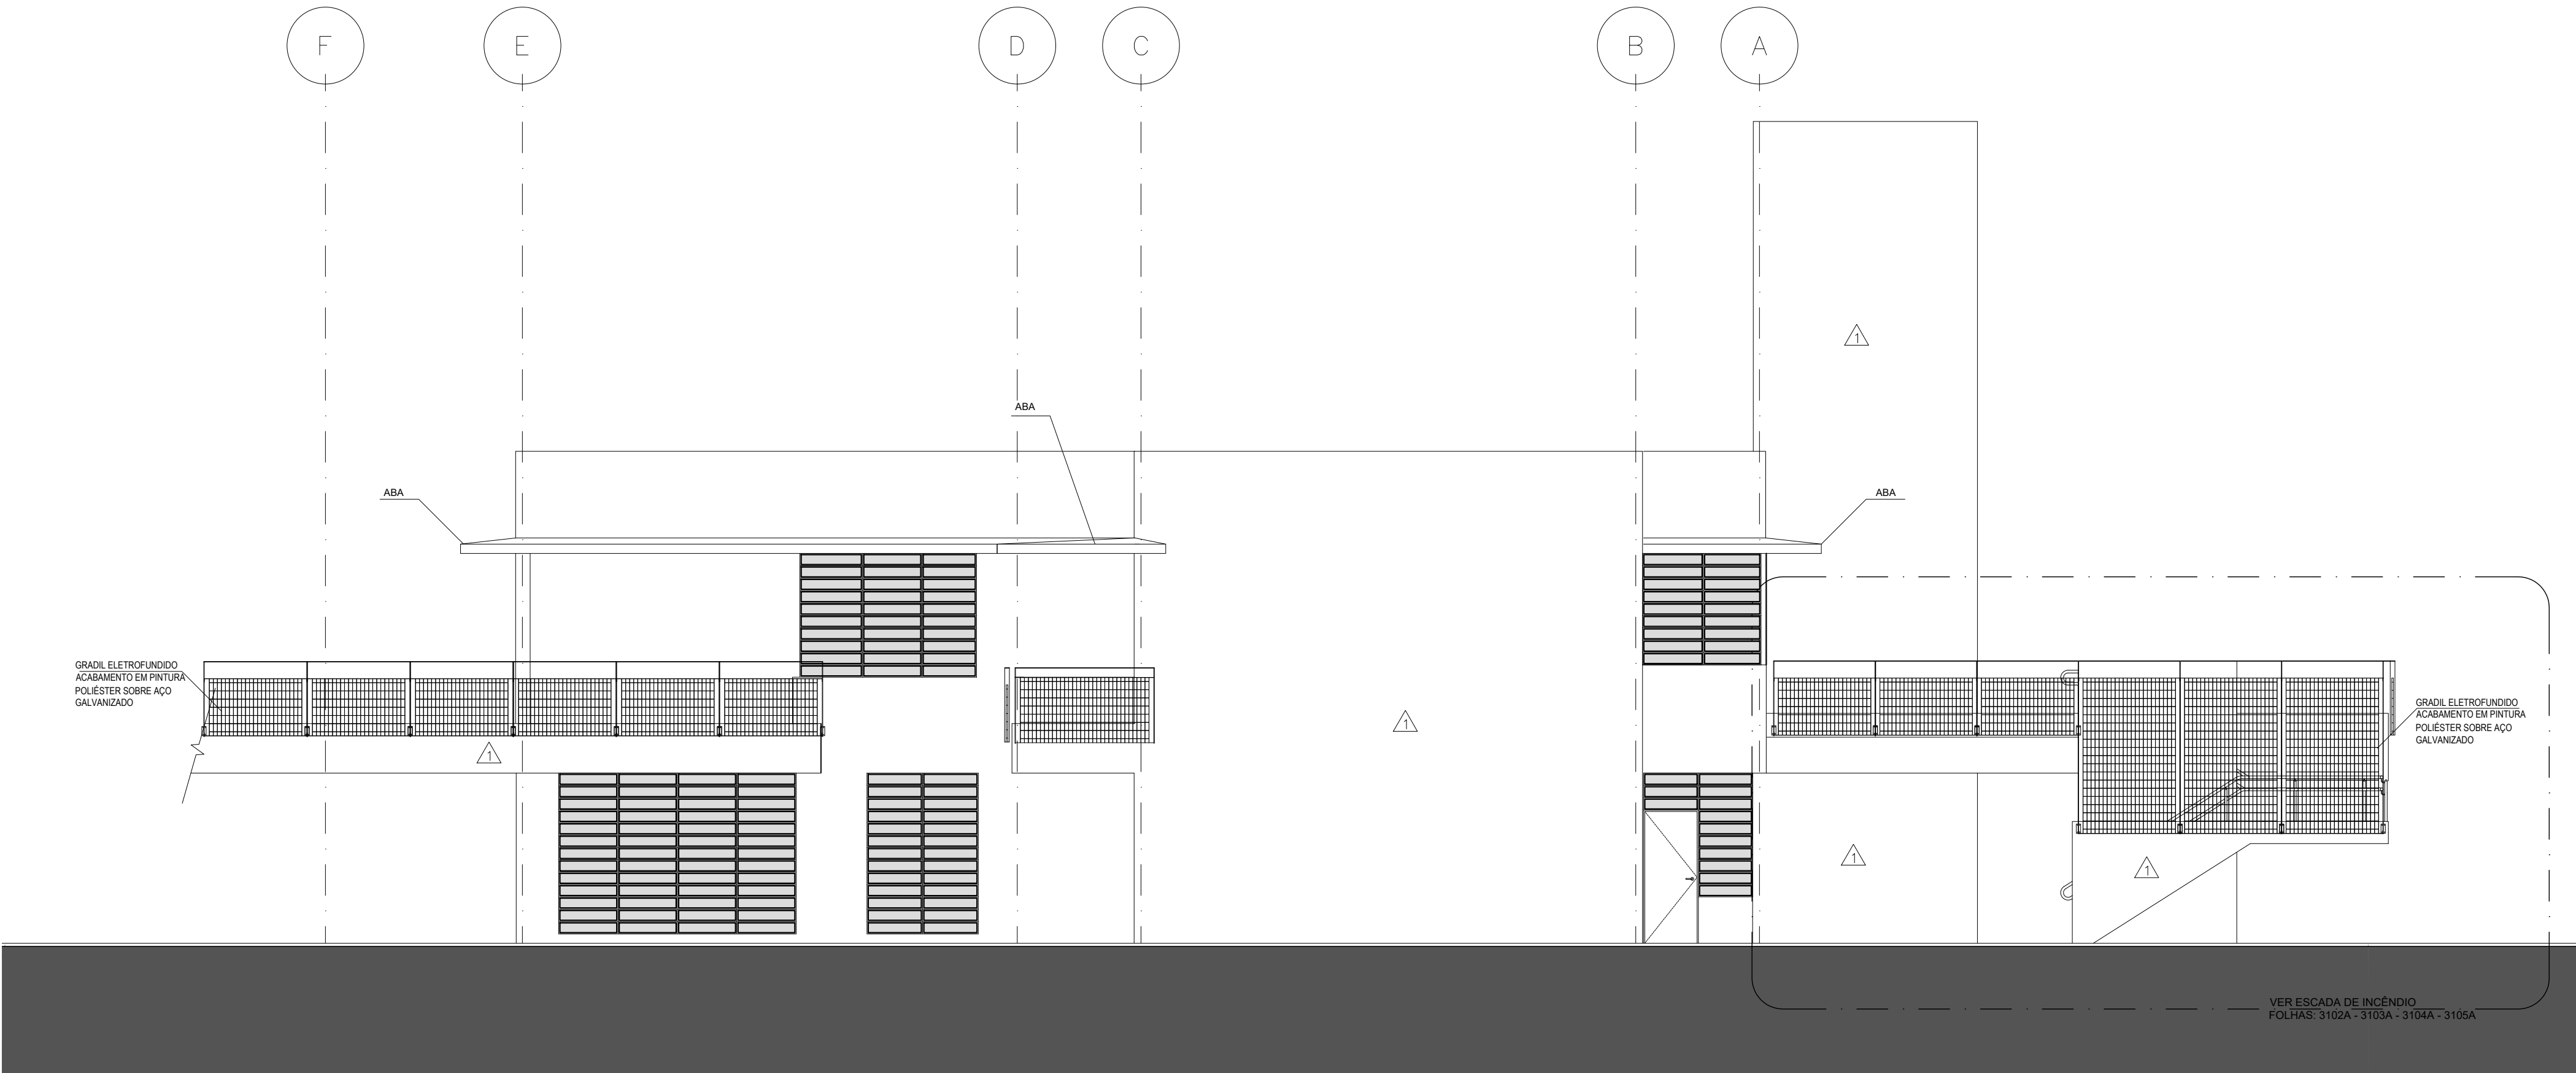 F
E
D
C
B
A
1
ABA
ABA
ABA
GRADIL ELETROFUNDIDO
ACABAMENTO EM PINTURA
POLIÉSTER SOBRE AÇO
GALVANIZADO
1
1
GRADIL ELETROFUNDIDO
ACABAMENTO EM PINTURA
POLIÉSTER SOBRE AÇO
GALVANIZADO
1
1
VER ESCADA DE INCÊNDIO
FOLHAS: 3102A - 3103A - 3104A - 3105A